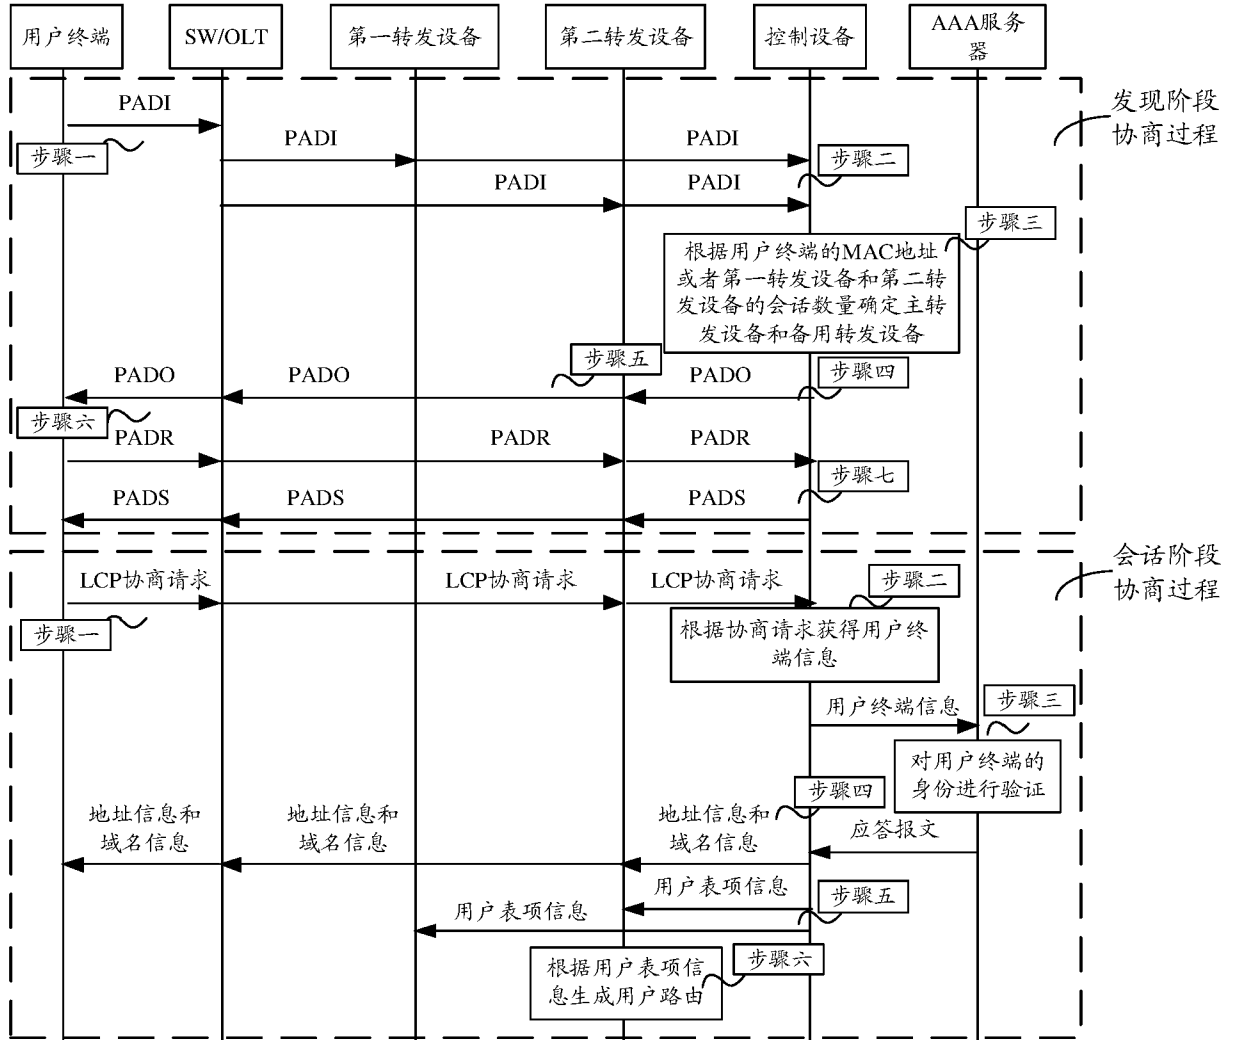 用户终端
SW/OLT
第一转发设备
第二转发设备
控制设备
AAA服务
器
发现阶段
协商过程
PADI
步骤一
PADI
PADI
步骤二
PADI
PADI
步骤三
根据用户终端的MAC地址
或者第一转发设备和第二转
发设备的会话数量确定主转
发设备和备用转发设备
步骤五
步骤四
PADO
PADO
PADO
步骤六
PADR
PADR
PADR
步骤七
PADS
PADS
PADS
会话阶段
协商过程
LCP协商请求
LCP协商请求
LCP协商请求
步骤二
步骤一
根据协商请求获得用户终
端信息
用户终端信息
步骤三
对用户终端的
身份进行验证
步骤四
应答报文
地址信息和
域名信息
地址信息和
域名信息
地址信息和
域名信息
用户表项信息
步骤五
用户表项信息
步骤六
根据用户表项信
息生成用户路由